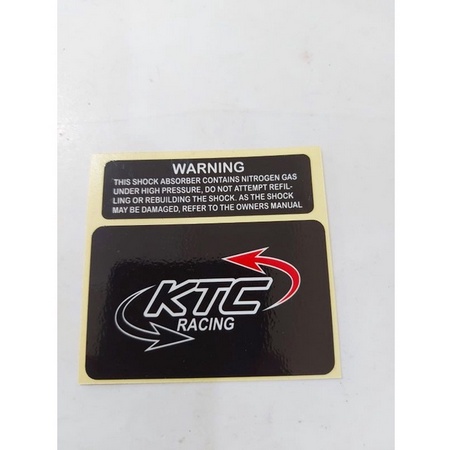 WARNING
THIS SHOCK ABSORBER CONTAINS NITROGEN GAS
UNDER HIGH PRESSURE, DO NOT ATTEMPT REFIL-
LING OR REBUILDING THE SHOCK. AS THE SHOCK
MAY BE DAMAGED, REFER TO THE OWNERS MANUAL
KTC
RACING